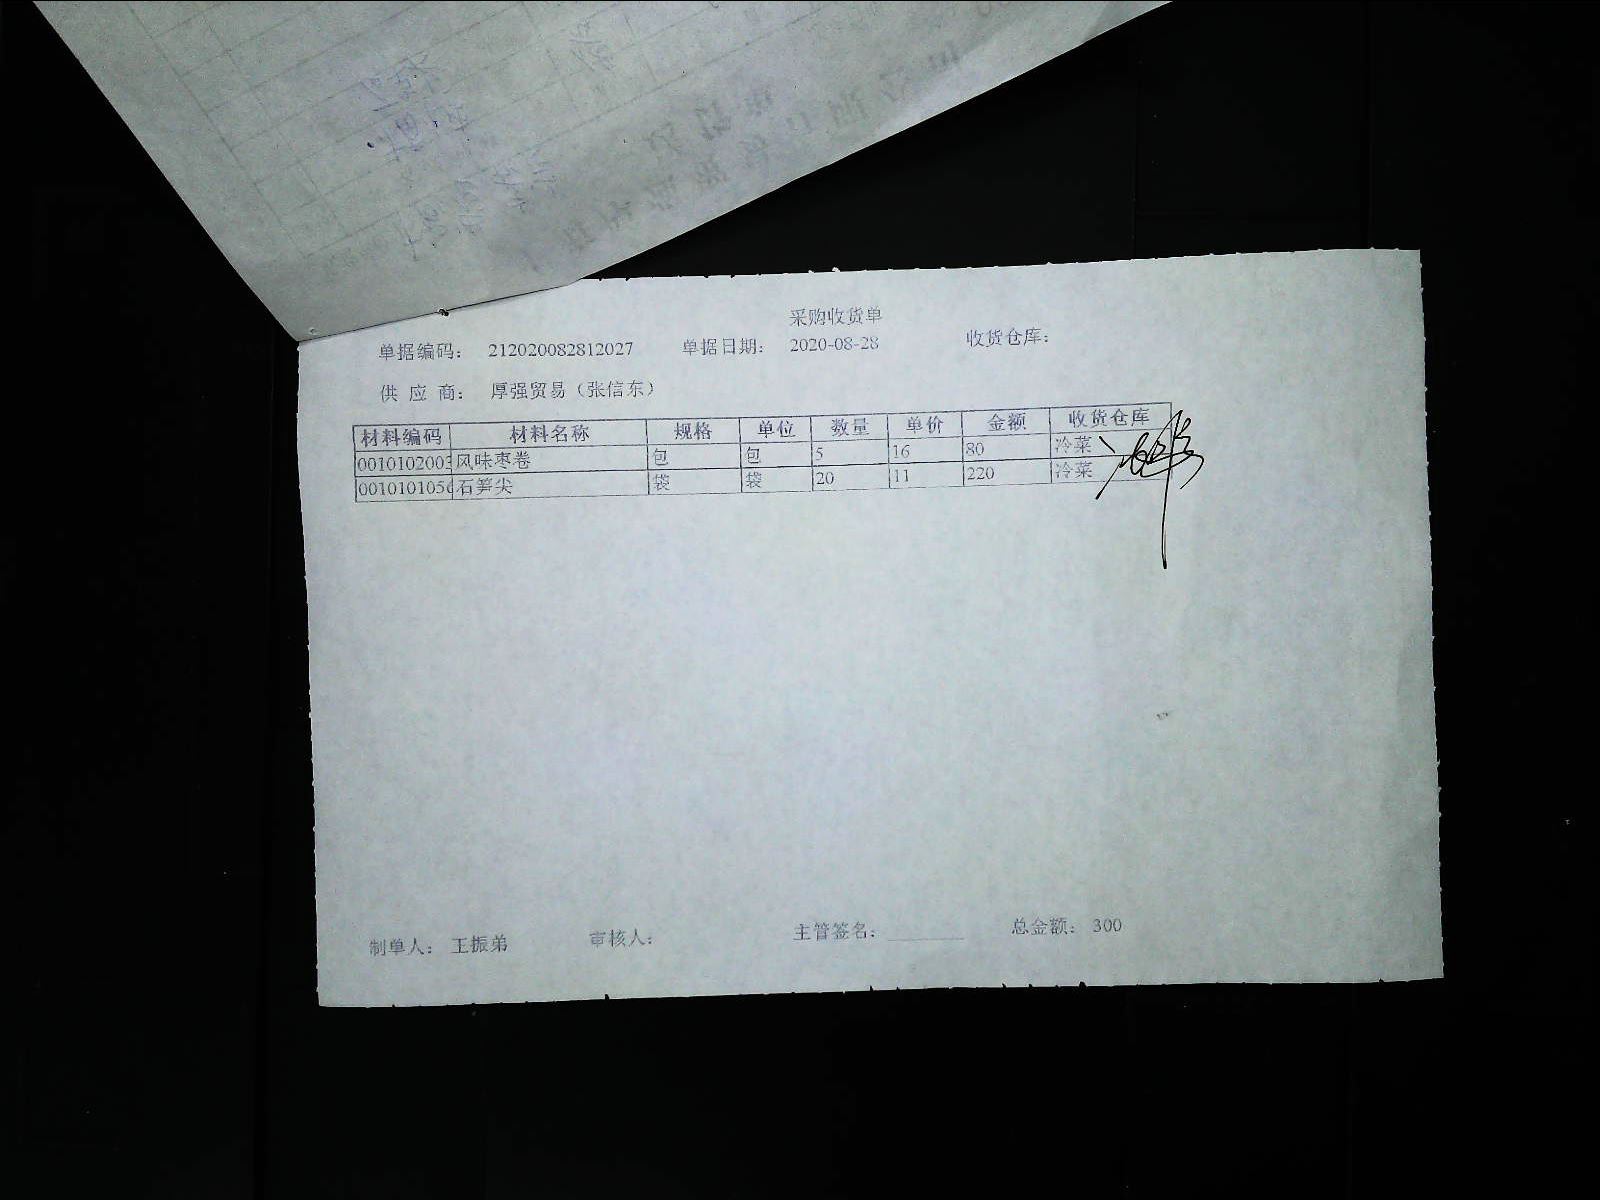 采购收货单
单据编码： 212020082812027 单据日期： 2020-08-28 收货仓库：
供 应 商： 厚强贸易（张信东）
材料编码 材料名称 规格 单位 数量 单价 金额 收货仓库
0010102003 风味枣卷 包 包 5 16 80 冷菜
001010105 石笋尖 袋 袋 20 11 220 冷菜
制单人： 王振弟 审核人： 主管签名： 总金额： 300